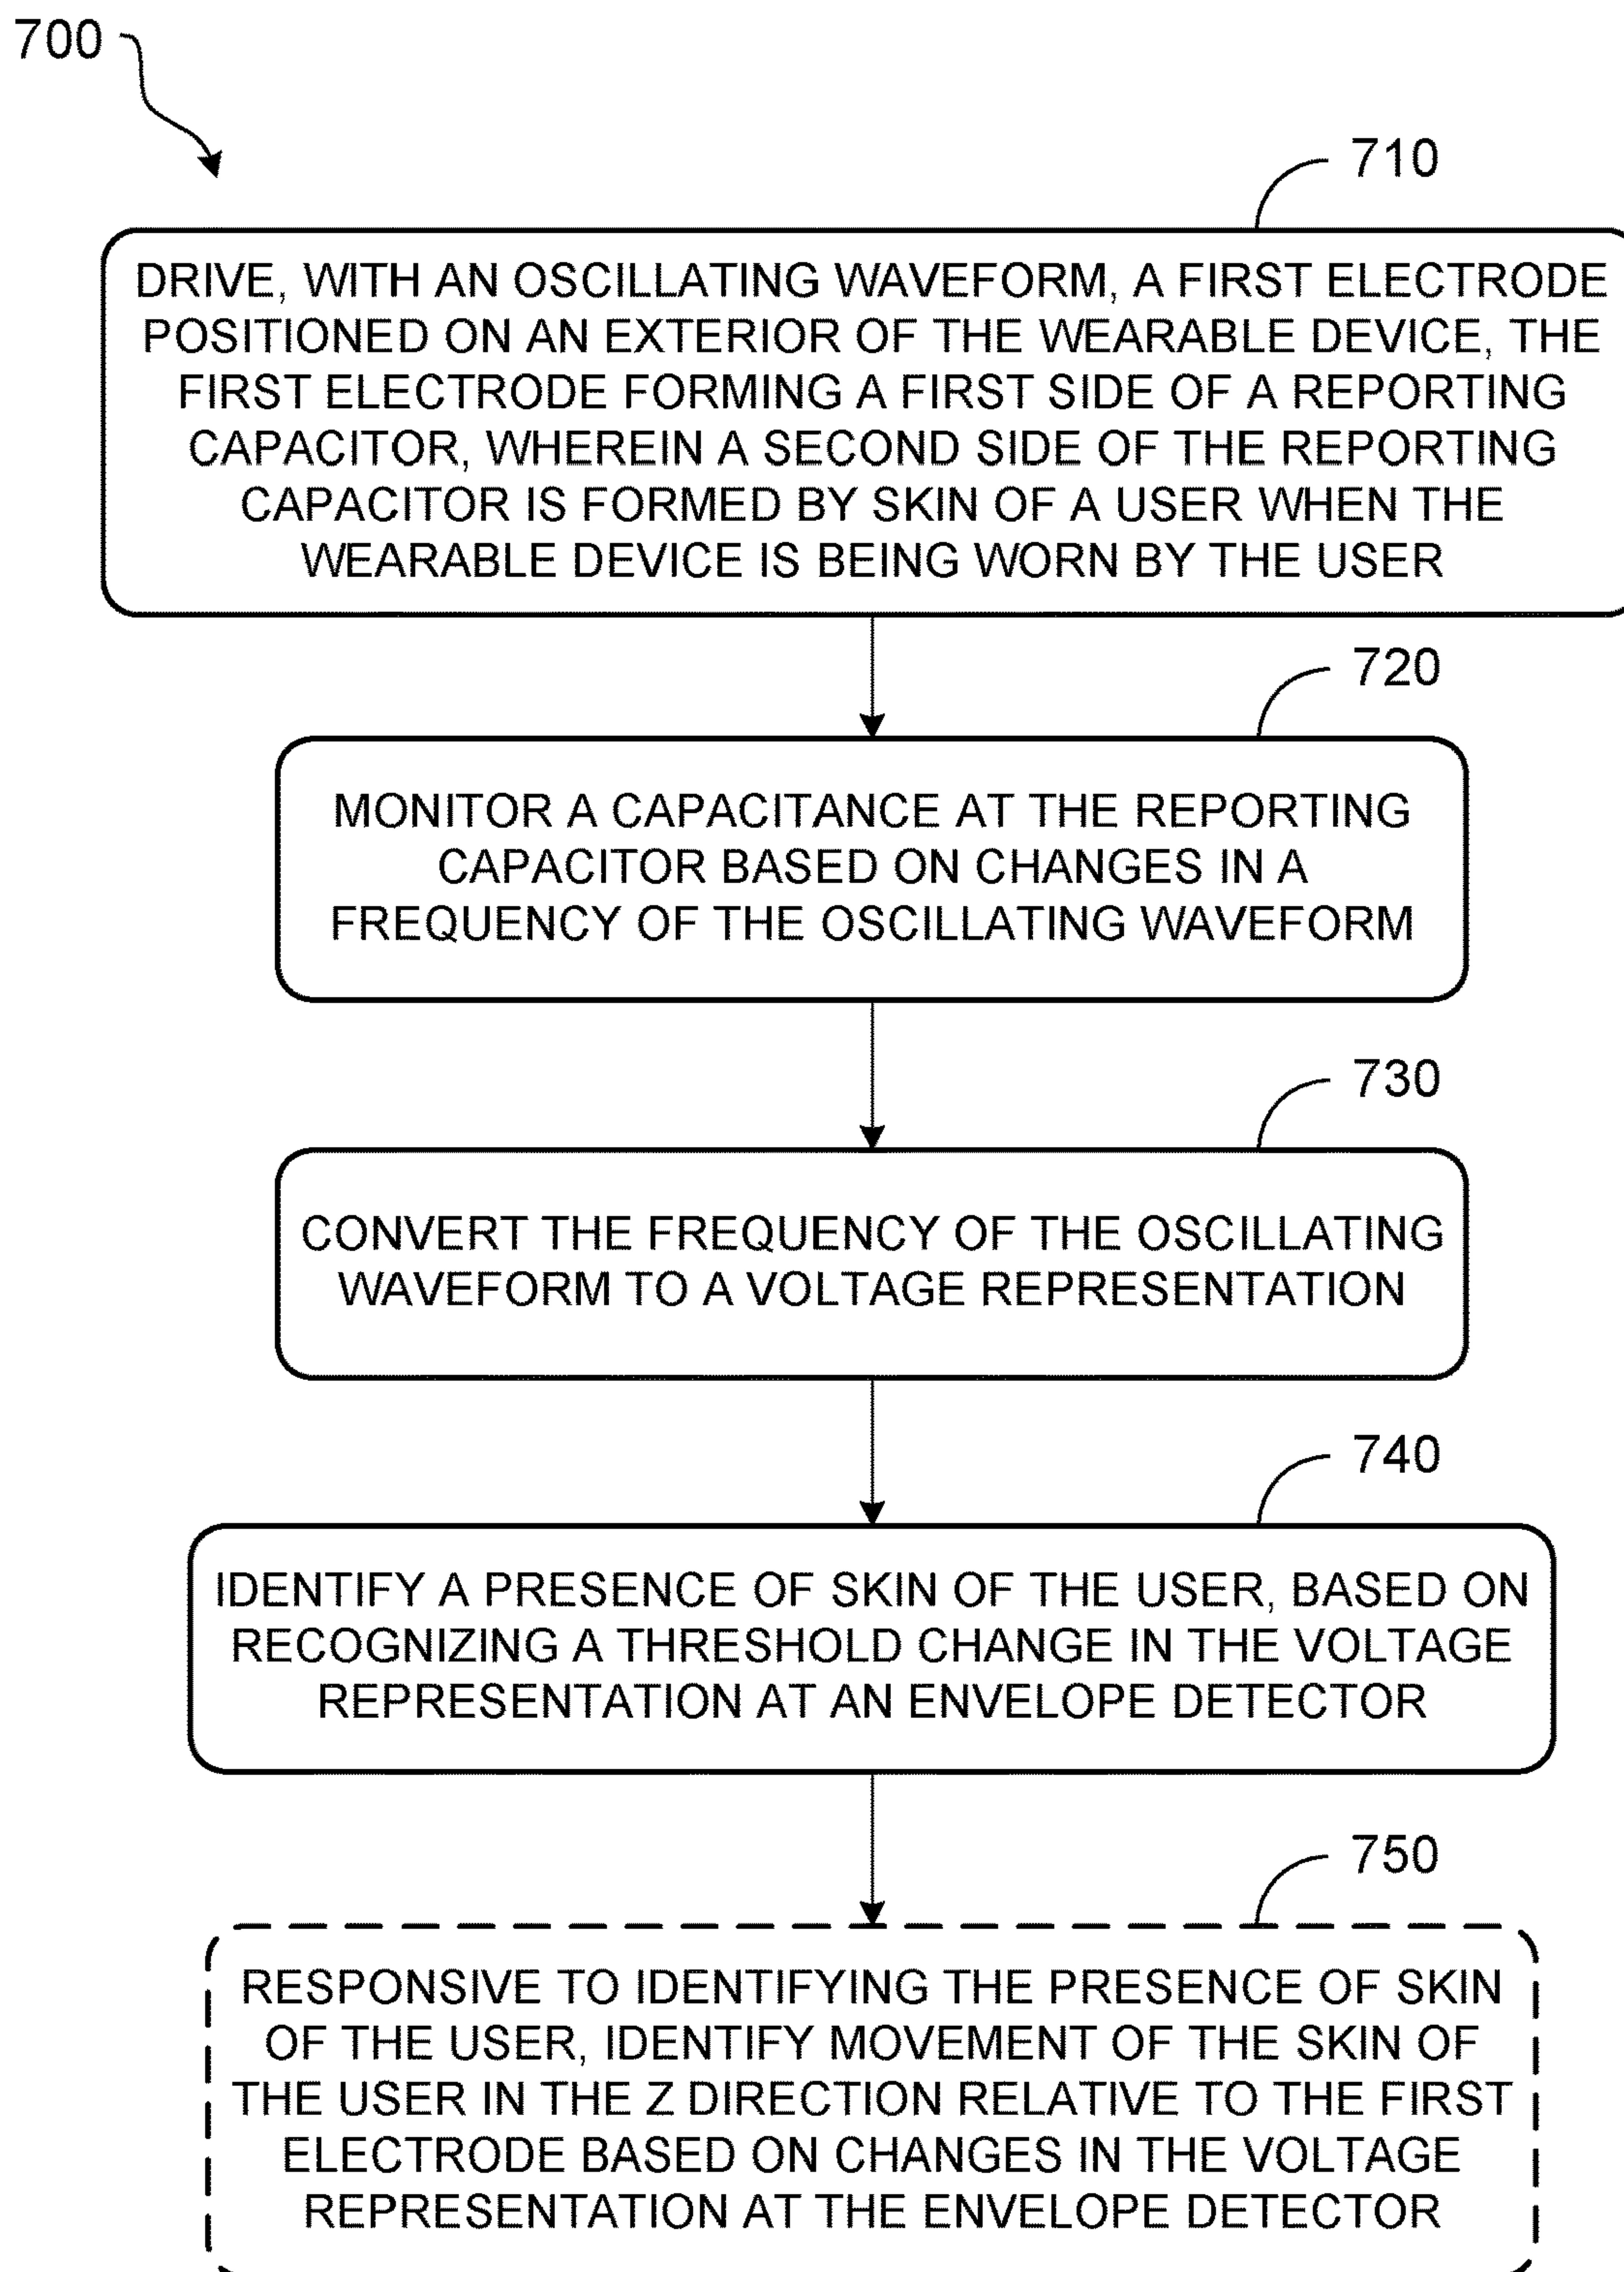 700
710
DRIVE, WITH AN OSCILLATING WAVEFORM, A FIRST ELECTRODE
POSITIONED ON AN EXTERIOR OF THE WEARABLE DEVICE, THE
FIRST ELECTRODE FORMING A FIRST SIDE OF A REPORTING
CAPACITOR, WHEREIN A SECOND SIDE OF THE REPORTING
CAPACITOR IS FORMED BY SKIN OF A USER WHEN THE
WEARABLE DEVICE IS BEING WORN BY THE USER
720
MONITOR A CAPACITANCE AT THE REPORTING
CAPACITOR BASED ON CHANGES IN A
FREQUENCY OF THE OSCILLATING WAVEFORM
730
CONVERT THE FREQUENCY OF THE OSCILLATING
WAVEFORM TO A VOLTAGE REPRESENTATION
740
IDENTIFY A PRESENCE OF SKIN OF THE USER, BASED ON
RECOGNIZING A THRESHOLD CHANGE IN THE VOLTAGE
REPRESENTATION AT AN ENVELOPE DETECTOR
750
RESPONSIVE TO IDENTIFYING THE PRESENCE OF SKIN
OF THE USER, IDENTIFY MOVEMENT OF THE SKIN OF
THE USER IN THE Z DIRECTION RELATIVE TO THE FIRST
ELECTRODE BASED ON CHANGES IN THE VOLTAGE
REPRESENTATION AT THE ENVELOPE DETECTOR